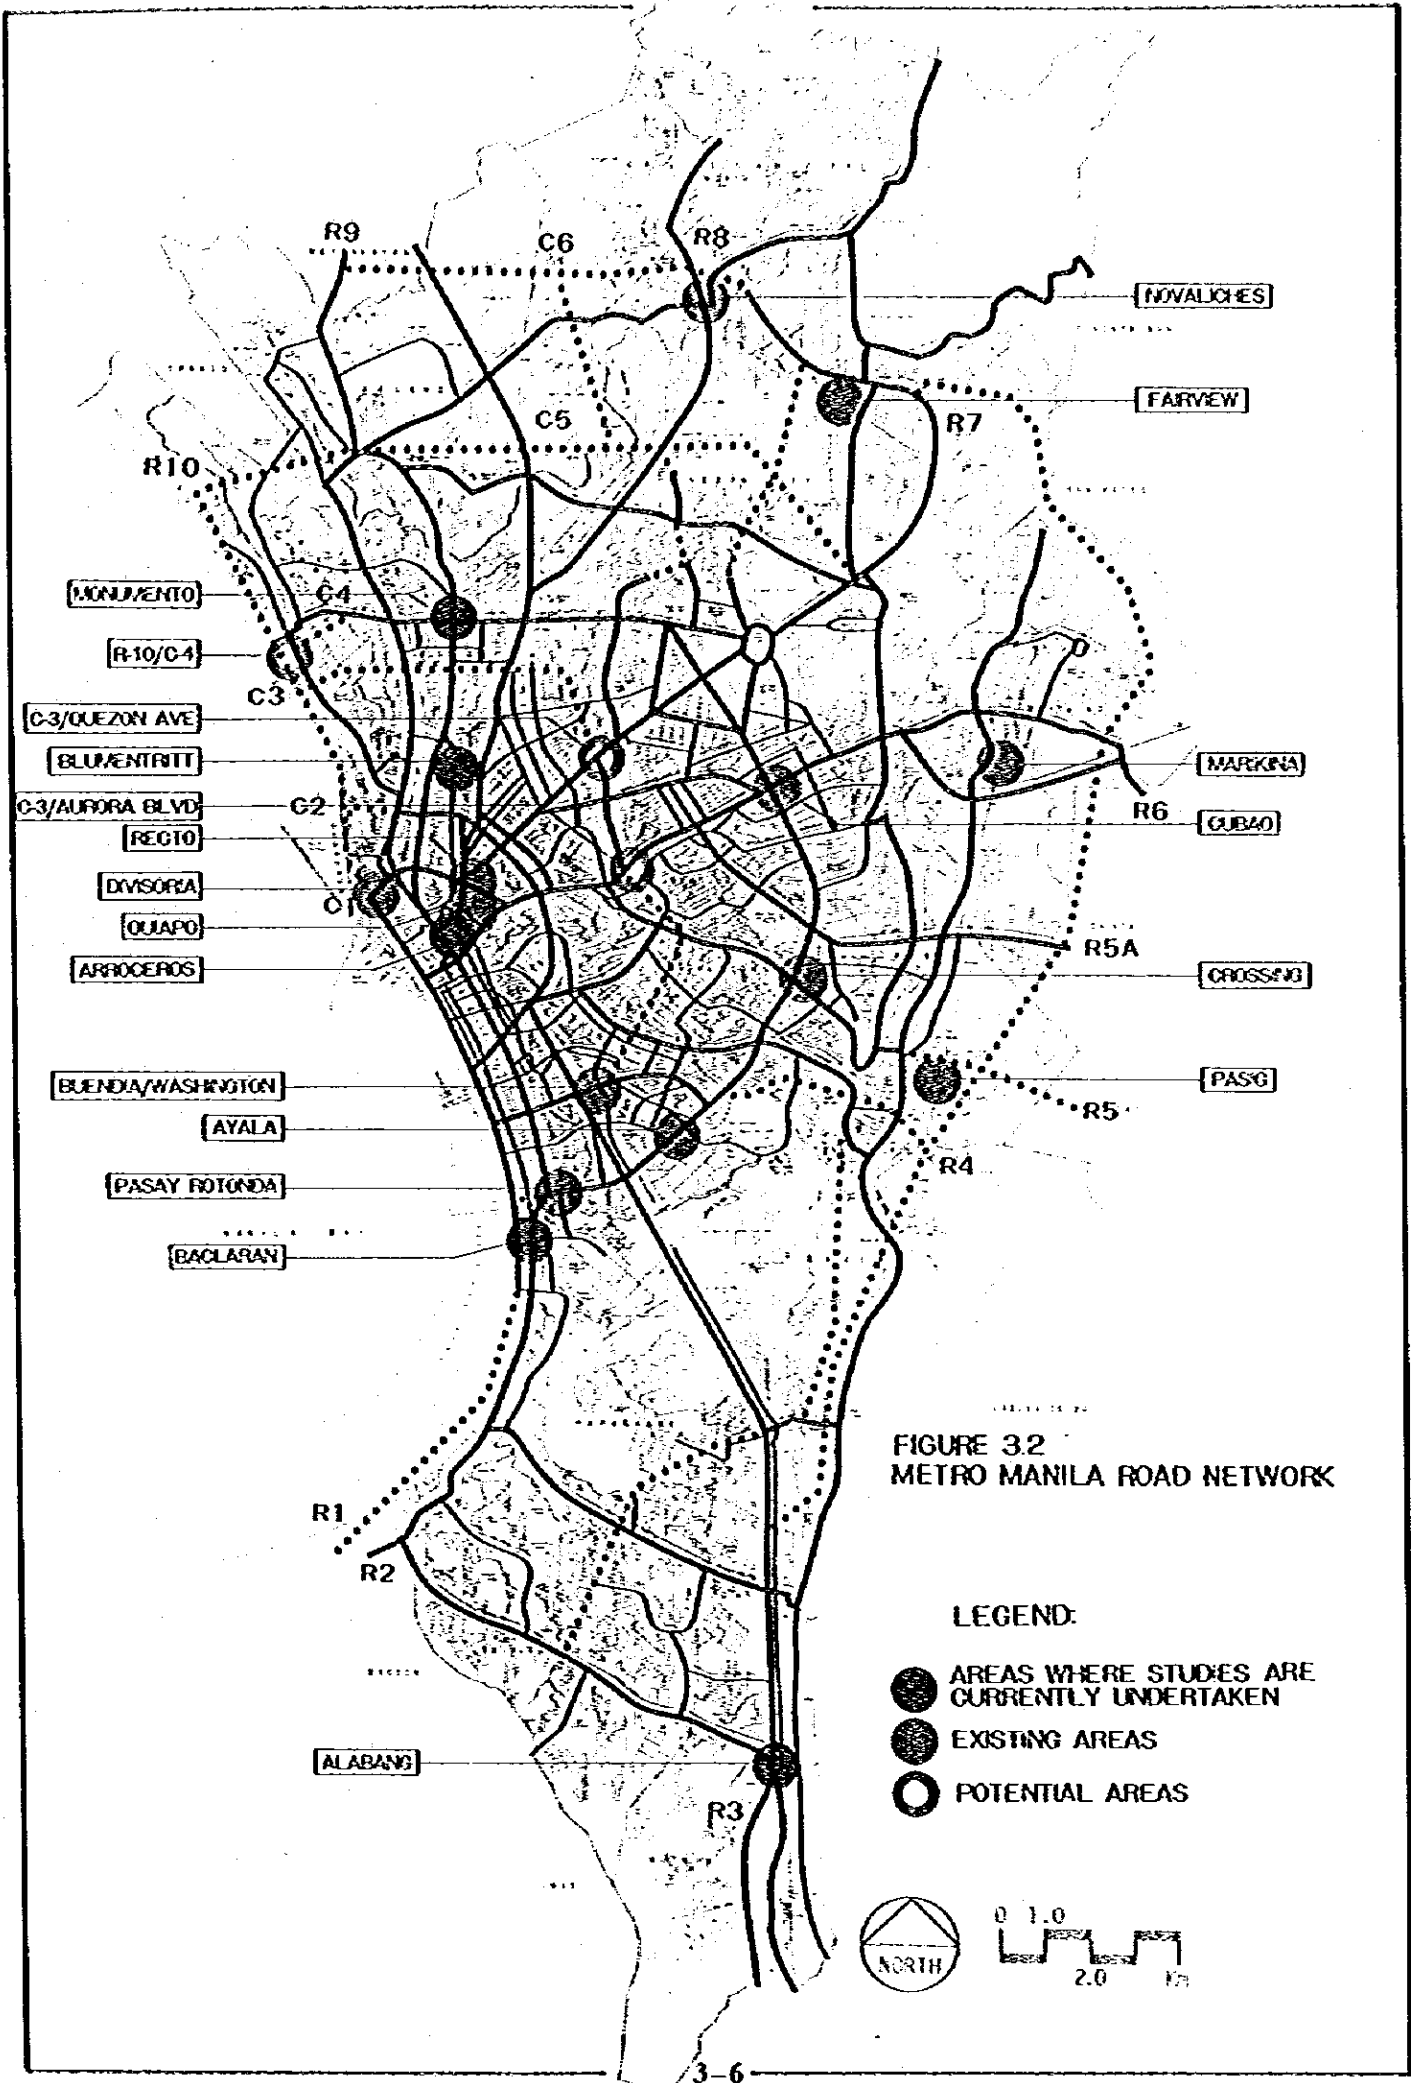 R9
C6
R8
NOVALICHES
FAIRVIEW
C5
R7
R10
MONUMENTO
C4
R-10/C-4
C3
C-3/QUEZON AVE
BLUMENTRITT
MARIKINA
C-3/AURORA BLVD
C2
R6
RECTO
CUBAO
DIVISORIA
C1
QUIAPO
R5A
ARROCEROS
CROSSING
BUENDIA/WASHINGTON
PASIG
R5
AYALA
R4
PASAY ROTONDA
BACLARAN
FIGURE 3.2
METRO MANILA ROAD NETWORK
R1
R2
LEGEND:
AREAS WHERE STUDIES ARE
CURRENTLY UNDERTAKEN
EXISTING AREAS
ALABANG
POTENTIAL AREAS
R3
0 1.0
NORTH
2.0 Km
3-6